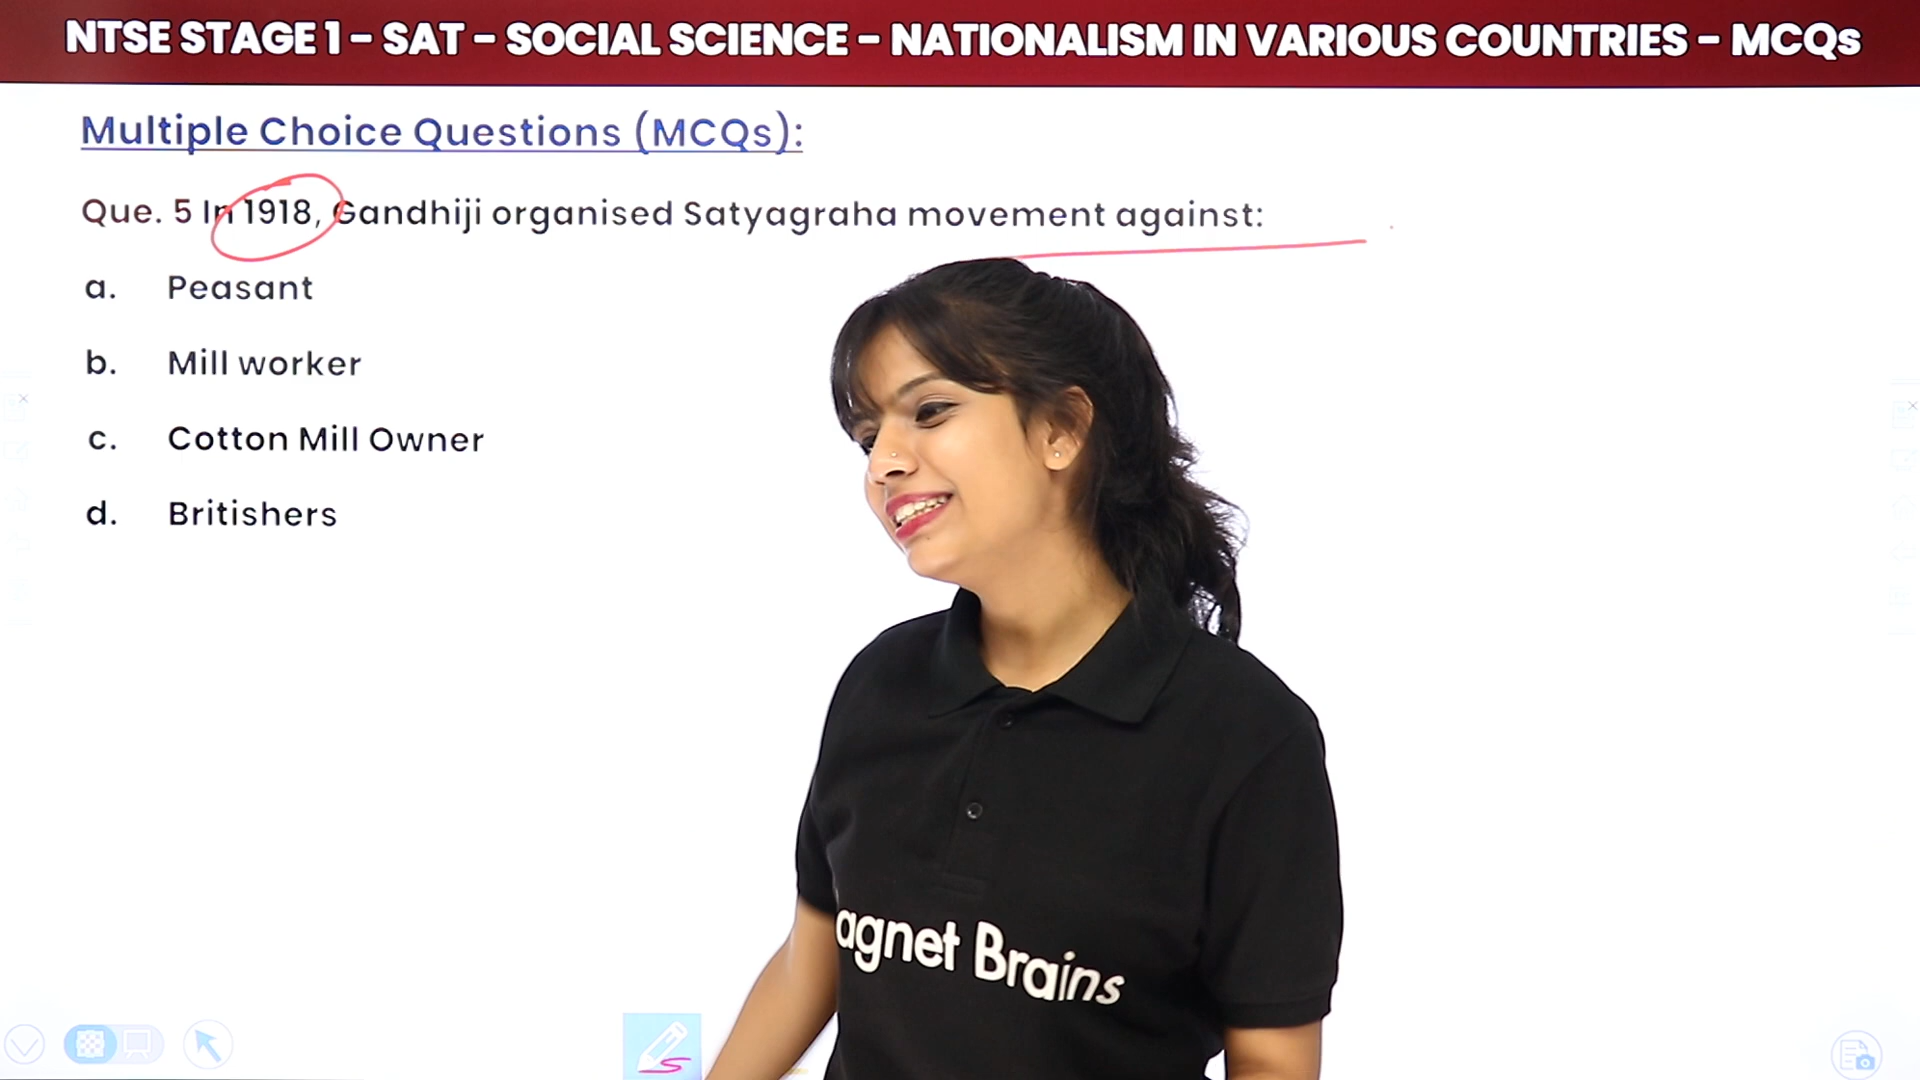 NTSE STAGE 1 - SAT - SOCIAL SCIENCE - NATIONALISM IN VARIOUS COUNTRIES - MCQs
Multiple Choice Questions (MCQs):
Que. 5 In 1918, Gandhiji organised Satyagraha movement against:
a. Peasant
b. Mill worker
c. Cotton Mill Owner
d. Britishers
agnet Brains